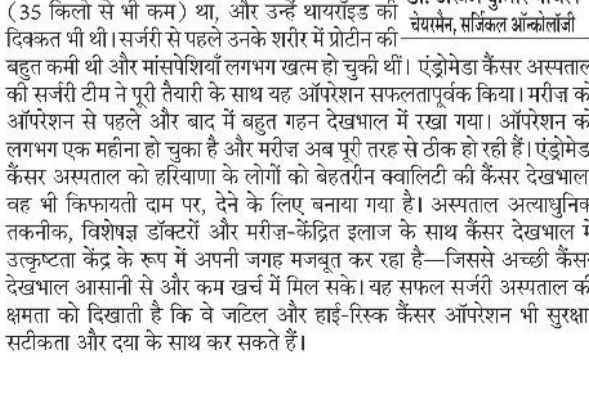 (35 किलो से भी कम) था, और उन्हें थायरॉइड की
चेयरमैन, सर्जिकल ऑन्कोलॉजी
दिक्कत भी थी। सर्जरी से पहले उनके शरीर में प्रोटीन की
बहुत कमी थी और मांसपेशियाँ लगभग खत्म हो चुकी थीं। एंड्रोमेडा कैंसर अस्पताल
की सर्जरी टीम ने पूरी तैयारी के साथ यह ऑपरेशन सफलतापूर्वक किया। मरीज को
ऑपरेशन से पहले और बाद में बहुत गहन देखभाल में रखा गया। ऑपरेशन को
लगभग एक महीना हो चुका है और मरीज़ अब पूरी तरह से ठीक हो रही हैं। एंड्रोमेड
कैंसर अस्पताल को हरियाणा के लोगों को बेहतरीन क्वालिटी की कैंसर देखभाल
वह भी किफायती दाम पर, देने के लिए बनाया गया है। अस्पताल अत्याधुनिक
तकनीक, विशेषज्ञ डॉक्टरों और मरीज़-केंद्रित इलाज के साथ कैंसर देखभाल में
उत्कृष्टता केंद्र के रूप में अपनी जगह मजबूत कर रहा है—जिससे अच्छी कैंस
देखभाल आसानी से और कम खर्च में मिल सके। यह सफल सर्जरी अस्पताल की
क्षमता को दिखाती है कि वे जटिल और हाई-रिस्क कैंसर ऑपरेशन भी सुरक्षा
सटीकता और दया के साथ कर सकते हैं।